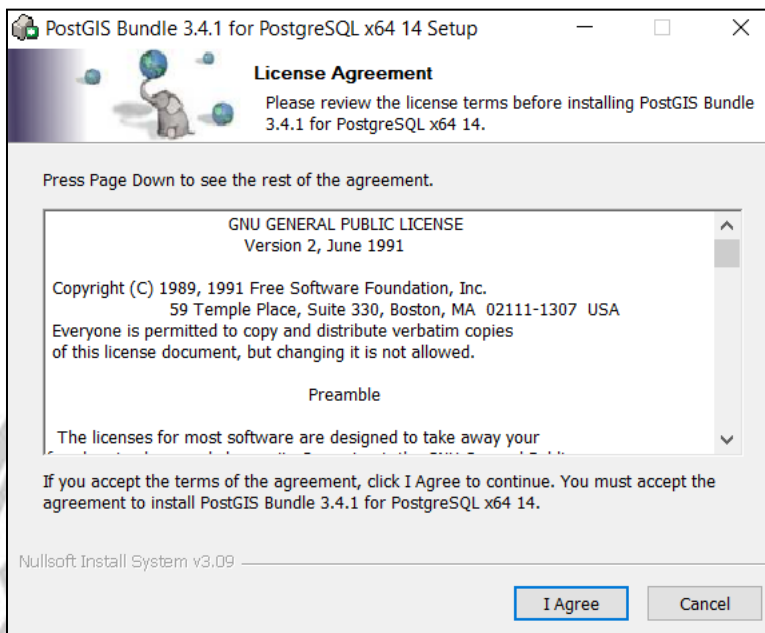 PostGIS Bundle 3.4.1 for PostgreSQL x64 14 Setup
License Agreement
Please review the license terms before installing PostGIS Bundle
3.4.1 for PostgreSQL x64 14.
Press Page Down to see the rest of the agreement.
GNU GENERAL PUBLIC LICENSE
Version 2, June 1991
Copyright (C) 1989, 1991 Free Software Foundation, Inc.
59 Temple Place, Suite 330, Boston, MA 02111-1307 USA
Everyone is permitted to copy and distribute verbatim copies
of this license document, but changing it is not allowed.
Preamble
The licenses for most software are designed to take away your
If you accept the terms of the agreement, click I Agree to continue. You must accept the
agreement to install PostGIS Bundle 3.4.1 for PostgreSQL x64 14.
Nullsoft Install System v3.09
I Agree
Cancel